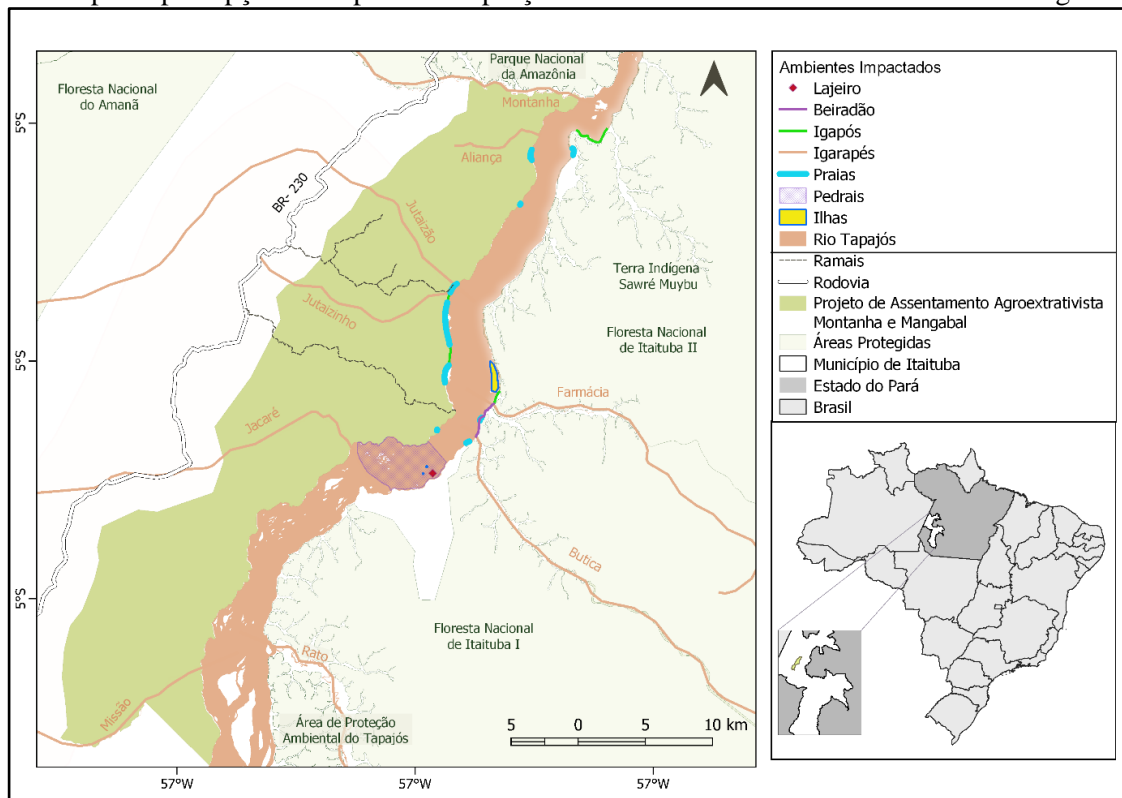 Parque Nacional
da Amazônia
Floresta Nacional
do Amanã
Montanha
5°S
Aliança
BR- 230
Jutaizão
Terra Indígena
Sawré Muybu
Jutaizinho
Floresta Nacional
de Itaituba II
5°S
Farmácia
Jacaré
Butica
5°S
Floresta Nacional
de Itaituba I
Rato
Missão
Área de Proteção
Ambiental do Tapajós
5 0 5 10 km
57°W 57°W 57°W
Ambientes Impactados
Lajeiro
Beiradão
Igapós
Igarapés
Praias
Pedrais
Ilhas
Rio Tapajós
Ramais
Rodovia
Projeto de Assentamento Agroextrativista
Montanha e Mangabal
Áreas Protegidas
Município de Itaituba
Estado do Pará
Brasil